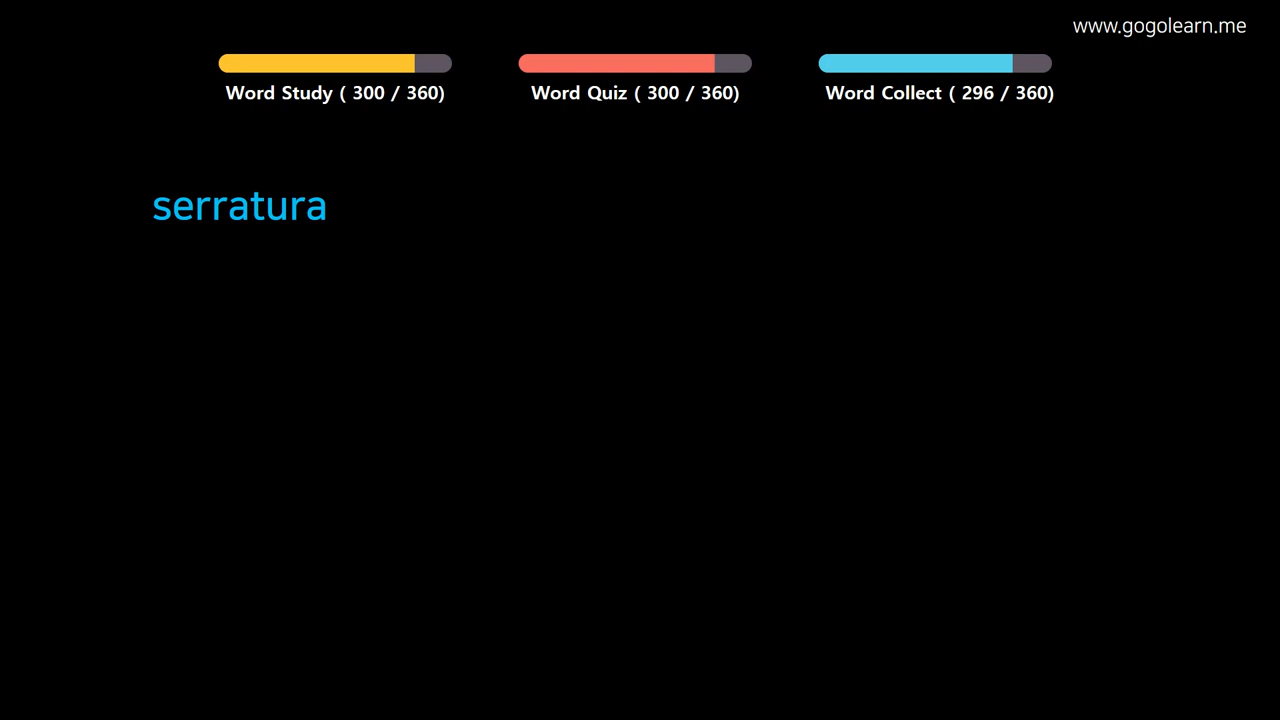 www.gogolearn.me
Word Study ( 300 / 360)
Word Quiz ( 300 / 360)
Word Collect ( 296 / 360)
serratura